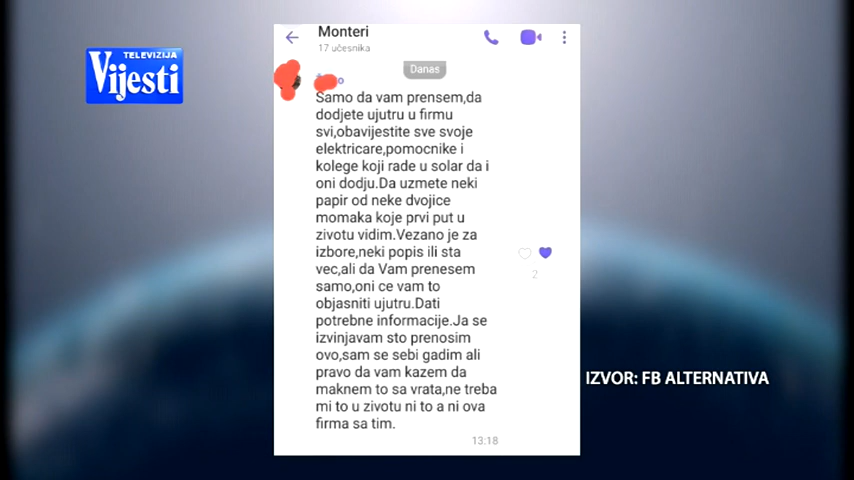 TELEVIZIJA
Vijesti
Monteri
17 učesnika
Danas
o
Samo da vam prensem,da
dodjete ujutru u firmu
svi,obavijestite sve svoje
elektricare,pomocnike i
kolege koji rade u solar da i
oni dodju.Da uzmete neki
papir od neke dvojice
momaka koje prvi put u
zivotu vidim.Vezano je za
izbore,neki popis ili sta
vec,ali da Vam prenesem
samo,oni ce vam to
objasniti ujutru.Dati
potrebne informacije.Ja se
izvinjavam sto prenosim
ovo,sam se sebi gadim ali
pravo da vam kazem da
maknem to sa vrata,ne treba
mi to u zivotu ni to a ni ova
firma sa tim.
2
13:18
IZVOR: FB ALTERNATIVA